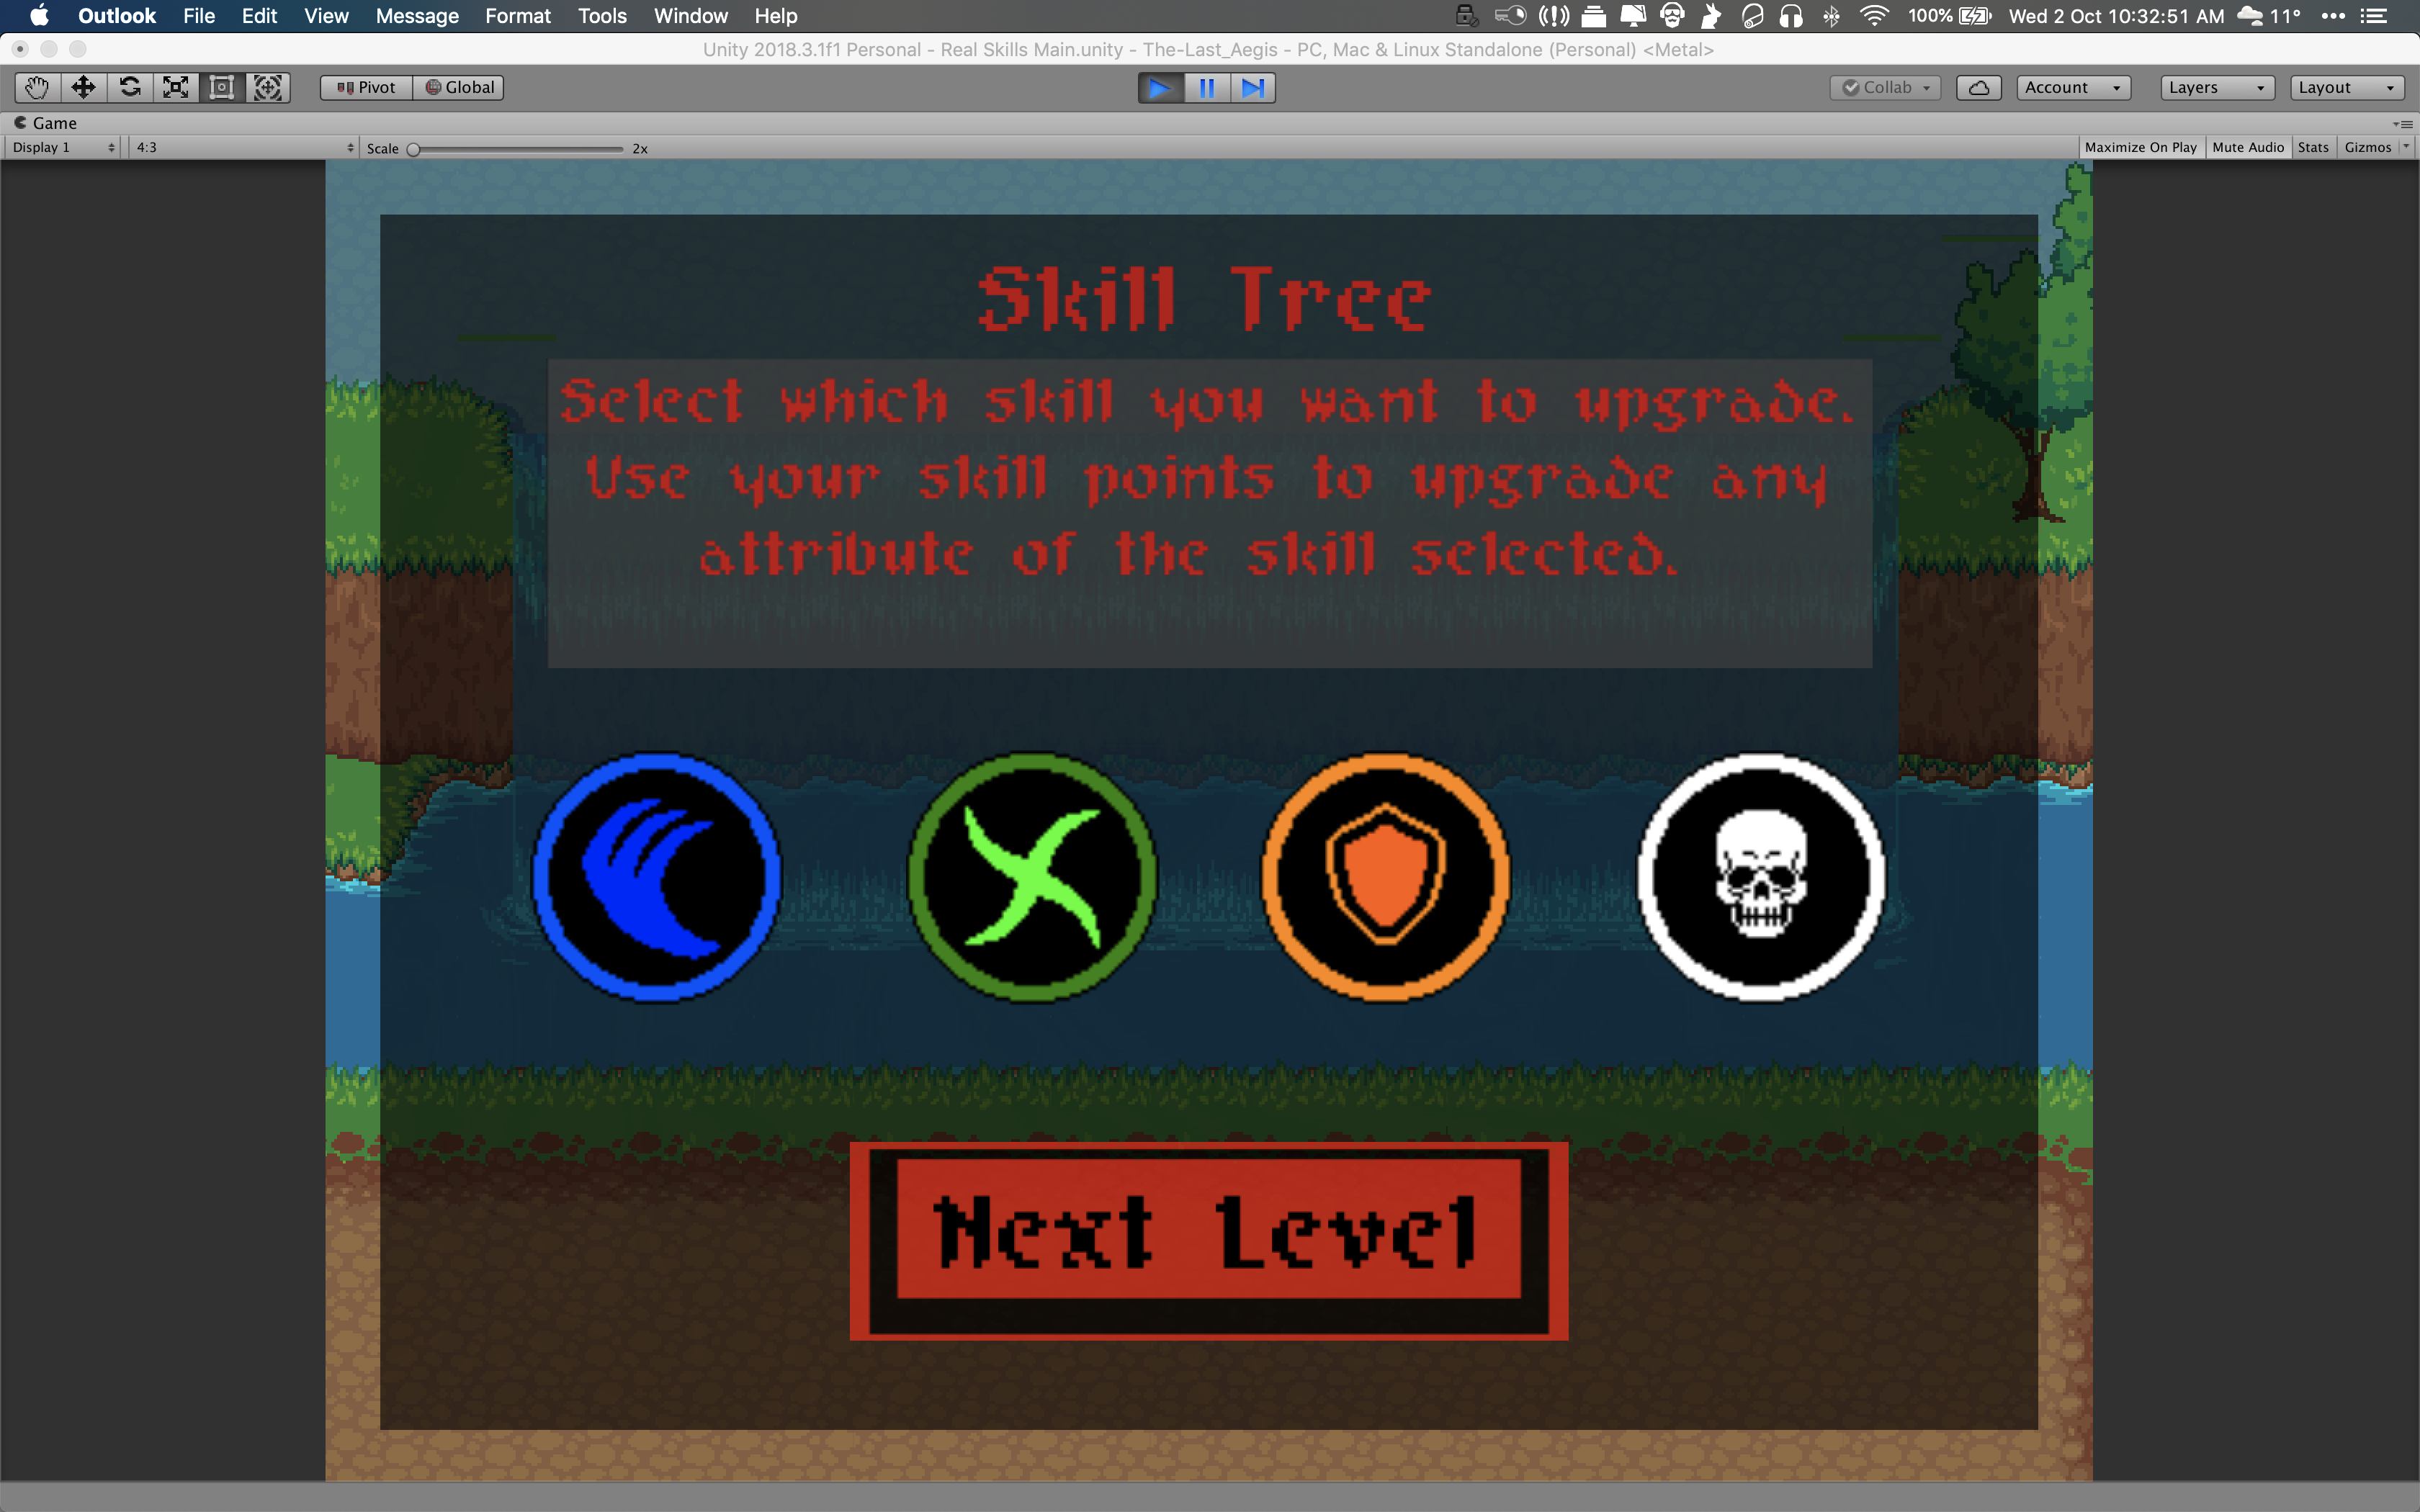 Outlook File Edit View Message Format Tools Window Help 100% Wed 2 Oct 10:32:51 AM 11°
Unity 2018.3.1f1 Personal - Real Skills Main.unity - The-Last_Aegis - PC, Mac & Linux Standalone (Personal) <Metal>
Pivot Global Collab Account Layers Layout
Game
Display 1 4:3 Scale 2x Maximize On Play Mute Audio Stats Gizmos
Skill Tree
Select which skill you want to upgrade.
Use your skill points to upgrade any
attribute of the skill selected.
Next Level